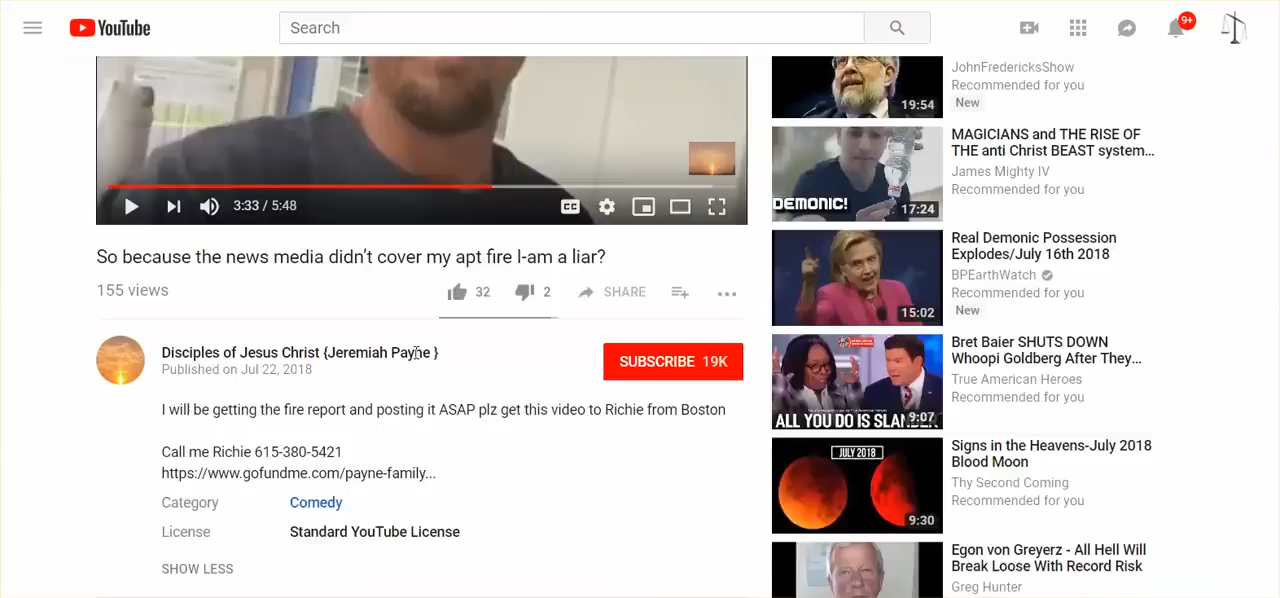 YouTube
Search
9+
3:33 / 5:48
CC
So because the news media didn't cover my apt fire I-am a liar?
155 views
32
2
SHARE
Disciples of Jesus Christ {Jeremiah Payne }
Published on Jul 22, 2018
SUBSCRIBE 19K
I will be getting the fire report and posting it ASAP plz get this video to Richie from Boston
Call me Richie 615-380-5421
https://www.gofundme.com/payne-family...
Category
Comedy
License
Standard YouTube License
SHOW LESS
19:54
JohnFredericksShow
Recommended for you
New
DEMONIC!
17:24
MAGICIANS and THE RISE OF
THE anti Christ BEAST system...
James Mighty IV
Recommended for you
15:02
Real Demonic Possession
Explodes/July 16th 2018
BPEarthWatch
Recommended for you
New
ALL YOU DO IS SLANDER
9:07
Bret Baier SHUTS DOWN
Whoopi Goldberg After They...
True American Heroes
Recommended for you
JULY 2018
9:30
Signs in the Heavens-July 2018
Blood Moon
Thy Second Coming
Recommended for you
Egon von Greyerz - All Hell Will
Break Loose With Record Risk
Greg Hunter